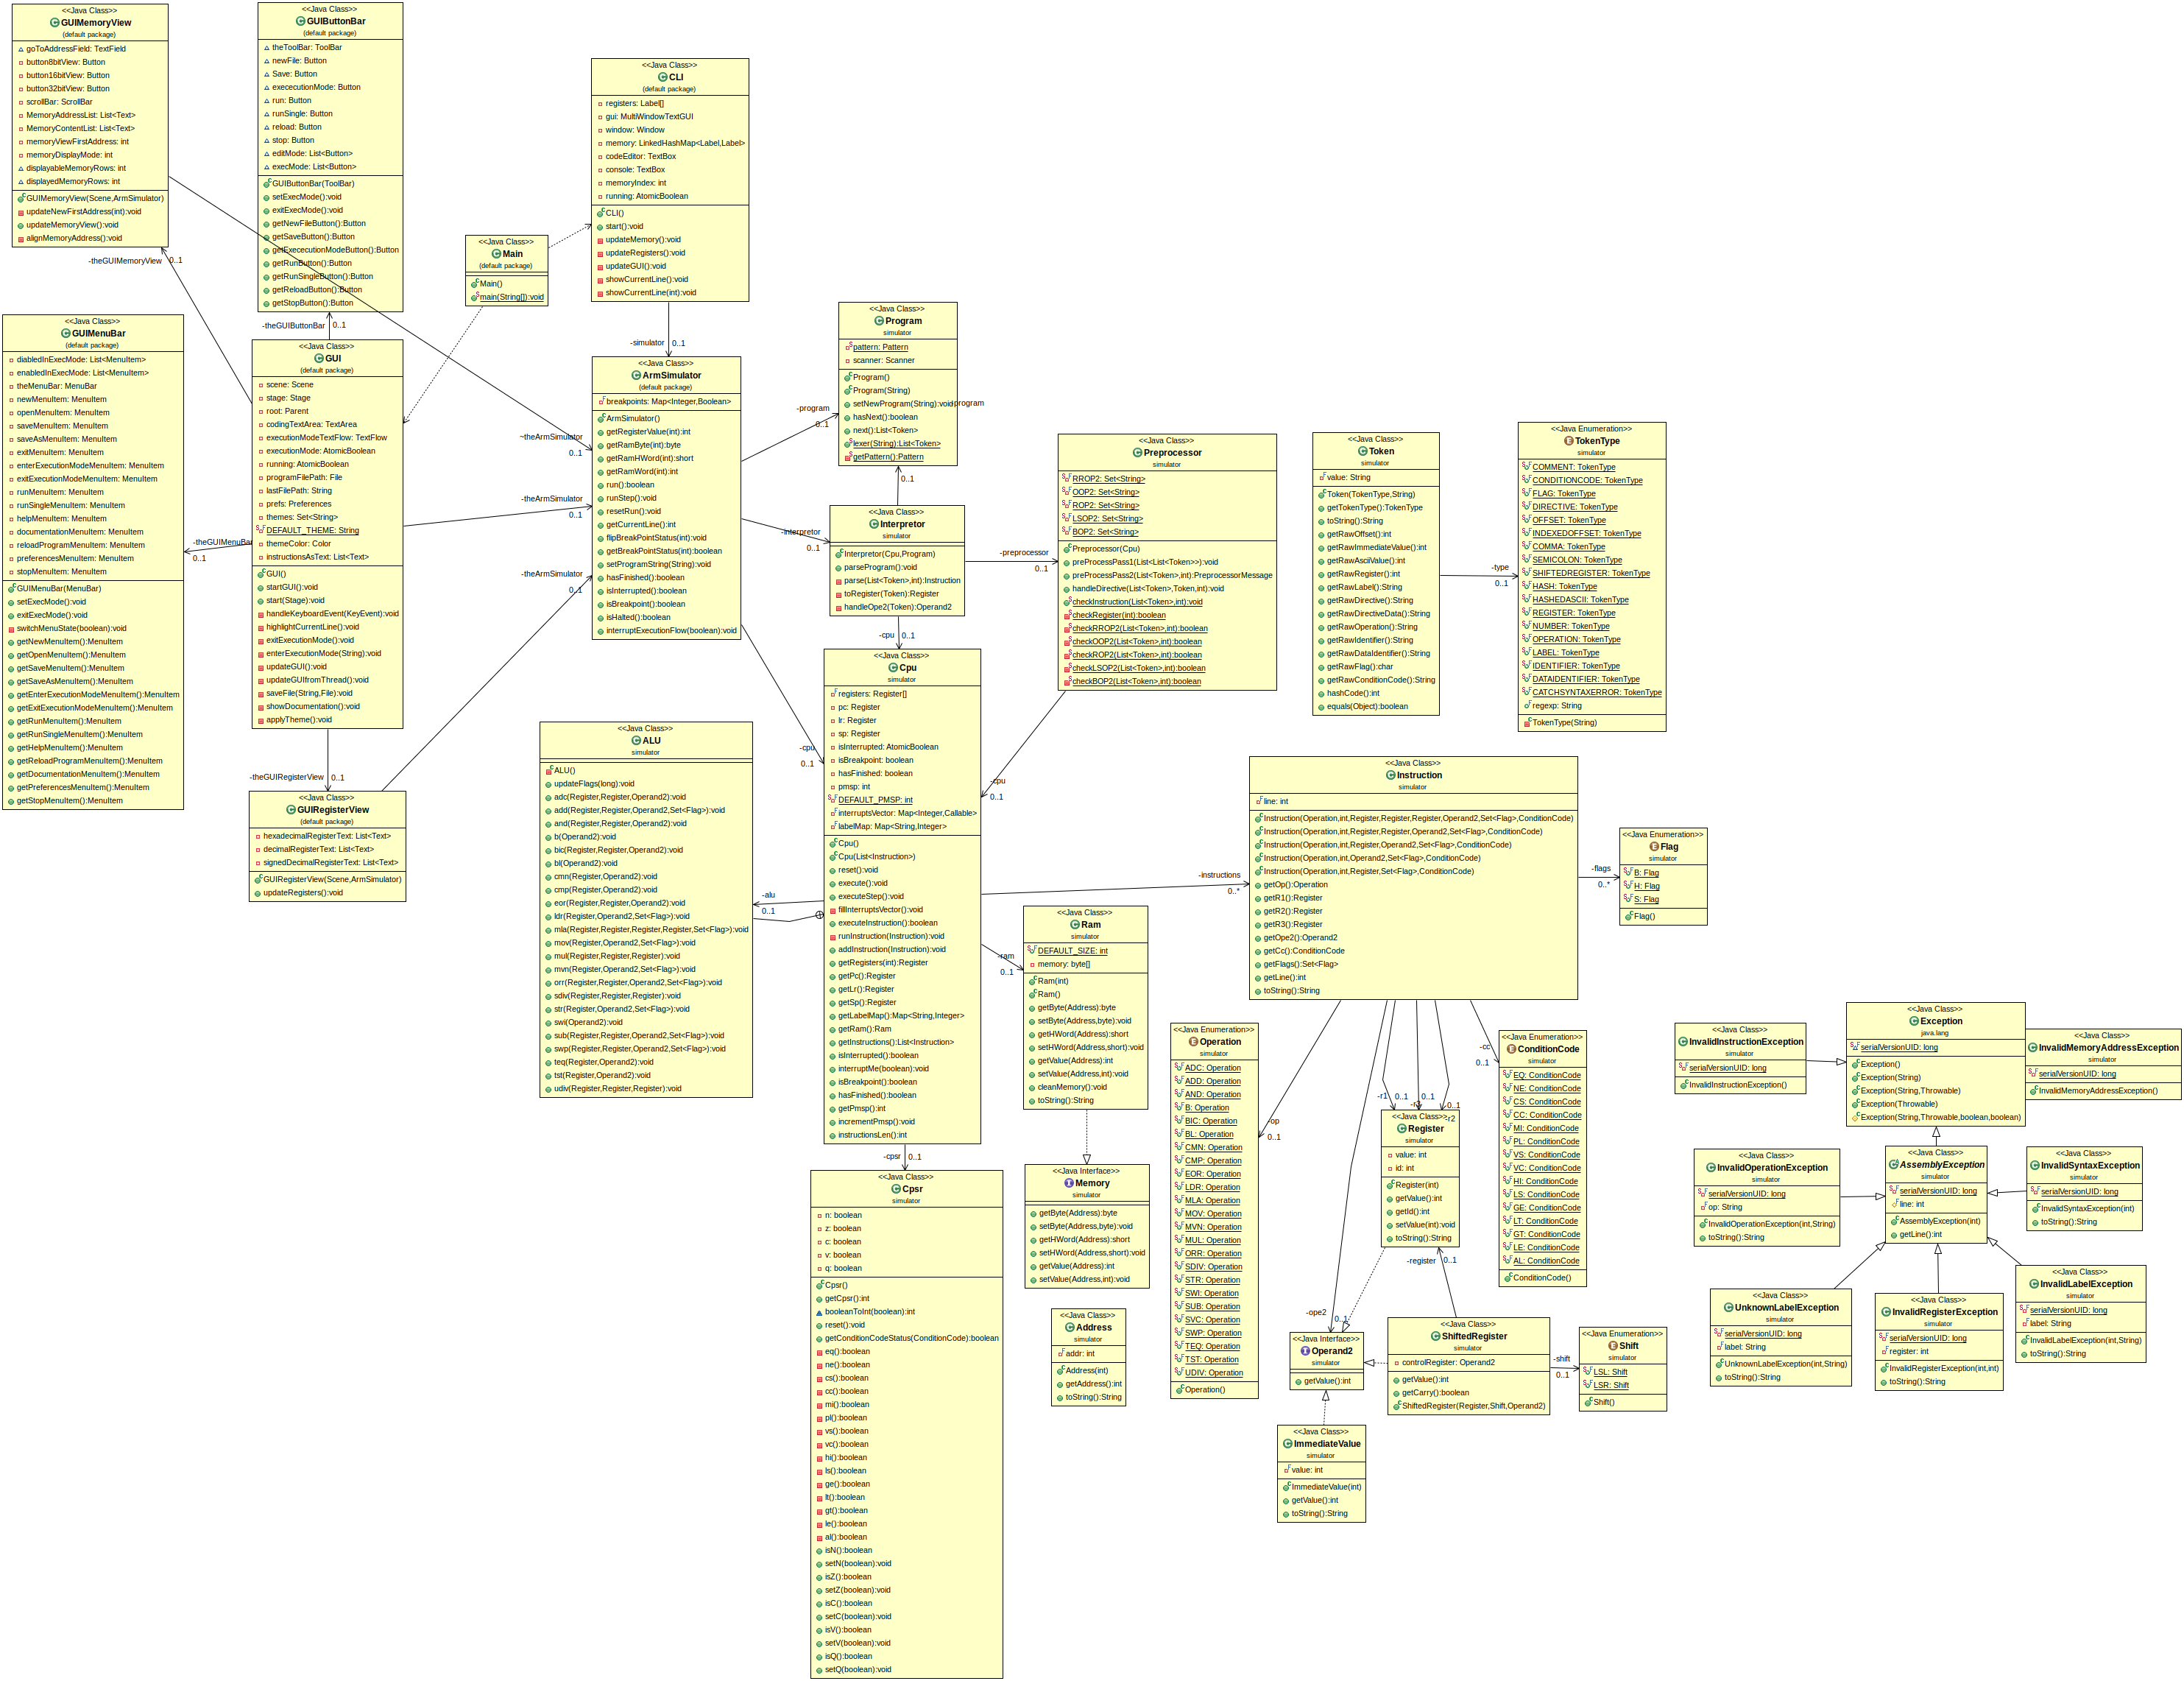 <<Java Class>>
GUIMemoryView
(default package)
goToAddressField: TextField
button8bitView: Button
button16bitView: Button
button32bitView: Button
scrollBar: ScrollBar
MemoryAddressList: List<Text>
MemoryContentList: List<Text>
memoryViewFirstAddress: int
memoryDisplayMode: int
displayableMemoryRows: int
displayedMemoryRows: int
GUIMemoryView(Scene,ArmSimulator)
updateNewFirstAddress(int):void
updateMemoryView():void
alignMemoryAddress():void
<<Java Class>>
GUIButtonBar
(default package)
theToolBar: ToolBar
newFile: Button
Save: Button
exececutionMode: Button
run: Button
runSingle: Button
reload: Button
stop: Button
editMode: List<Button>
execMode: List<Button>
GUIButtonBar(ToolBar)
setExecMode():void
exitExecMode():void
getNewFileButton():Button
getSaveButton():Button
getExececutionModeButton():Button
getRunButton():Button
getRunSingleButton():Button
getReloadButton():Button
getStopButton():Button
<<Java Class>>
CLI
(default package)
registers: Label[]
gui: MultiWindowTextGUI
window: Window
memory: LinkedHashMap<Label,Label>
codeEditor: TextBox
console: TextBox
memoryIndex: int
running: AtomicBoolean
CLI()
start():void
updateMemory():void
updateRegisters():void
updateGUI():void
showCurrentLine():void
showCurrentLine(int):void
<<Java Class>>
Main
(default package)
Main()
main(String[]):void
-theGUIMemoryView
0..1
-theGUIButtonBar
0..1
-simulator
0..1
<<Java Class>>
GUIMenuBar
(default package)
diabledInExecMode: List<MenuItem>
enabledInExecMode: List<MenuItem>
theMenuBar: MenuBar
newMenuItem: MenuItem
openMenuItem: MenuItem
saveMenuItem: MenuItem
saveAsMenuItem: MenuItem
exitMenuItem: MenuItem
enterExecutionModeMenuItem: MenuItem
exitExecutionModeMenuItem: MenuItem
runMenuItem: MenuItem
runSingleMenuItem: MenuItem
helpMenuItem: MenuItem
documentationMenuItem: MenuItem
reloadProgramMenuItem: MenuItem
preferencesMenuItem: MenuItem
stopMenuItem: MenuItem
GUIMenuBar(MenuBar)
setExecMode():void
exitExecMode():void
switchMenuState(boolean):void
getNewMenuItem():MenuItem
getOpenMenuItem():MenuItem
getSaveMenuItem():MenuItem
getSaveAsMenuItem():MenuItem
getEnterExecutionModeMenuItem():MenuItem
getExitExecutionModeMenuItem():MenuItem
getRunMenuItem():MenuItem
getRunSingleMenuItem():MenuItem
getHelpMenuItem():MenuItem
getReloadProgramMenuItem():MenuItem
getDocumentationMenuItem():MenuItem
getPreferencesMenuItem():MenuItem
getStopMenuItem():MenuItem
-theGUIMenuBar
0..1
<<Java Class>>
GUI
(default package)
scene: Scene
stage: Stage
root: Parent
codingTextArea: TextArea
executionModeTextFlow: TextFlow
executionMode: AtomicBoolean
running: AtomicBoolean
programFilePath: File
lastFilePath: String
prefs: Preferences
themes: Set<String>
DEFAULT_THEME: String
themeColor: Color
instructionsAsText: List<Text>
GUI()
startGUI():void
start(Stage):void
handleKeyboardEvent(KeyEvent):void
highlightCurrentLine():void
exitExecutionMode():void
enterExecutionMode(String):void
updateGUI():void
updateGUIfromThread():void
saveFile(String,File):void
showDocumentation():void
applyTheme():void
-theGUIRegisterView
0..1
<<Java Class>>
GUIRegisterView
(default package)
hexadecimalRegisterText: List<Text>
decimalRegisterText: List<Text>
signedDecimalRegisterText: List<Text>
GUIRegisterView(Scene,ArmSimulator)
updateRegisters():void
~theArmSimulator
0..1
-theArmSimulator
0..1
-theArmSimulator
0..1
<<Java Class>>
ArmSimulator
(default package)
breakpoints: Map<Integer,Boolean>
ArmSimulator()
getRegisterValue(int):int
getRamByte(int):byte
getRamHWord(int):short
getRamWord(int):int
run():boolean
runStep():void
resetRun():void
getCurrentLine():int
flipBreakPointStatus(int):void
getBreakPointStatus(int):boolean
setProgramString(String):void
hasFinished():boolean
isInterrupted():boolean
isBreakpoint():boolean
isHalted():boolean
interruptExecutionFlow(boolean):void
-program
0..1
-interpretor
0..1
-cpu
0..1
<<Java Class>>
Program
simulator
pattern: Pattern
scanner: Scanner
Program()
Program(String)
setNewProgram(String):void
hasNext():boolean
next():List<Token>
lexer(String):List<Token>
getPattern():Pattern
-program
0..1
<<Java Class>>
Interpretor
simulator
Interpretor(Cpu,Program)
parseProgram():void
parse(List<Token>,int):Instruction
toRegister(Token):Register
handleOpe2(Token):Operand2
-preprocessor
0..1
-cpu
0..1
<<Java Class>>
Preprocessor
simulator
RROP2: Set<String>
OOP2: Set<String>
ROP2: Set<String>
LSOP2: Set<String>
BOP2: Set<String>
Preprocessor(Cpu)
preProcessPass1(List<List<Token>>):void
preProcessPass2(List<Token>,int):PreprocessorMessage
handleDirective(List<Token>,Token,int):void
checkInstruction(List<Token>,int):void
checkRegister(int):boolean
checkRROP2(List<Token>,int):boolean
checkOOP2(List<Token>,int):boolean
checkROP2(List<Token>,int):boolean
checkLSOP2(List<Token>,int):boolean
checkBOP2(List<Token>,int):boolean
-cpu
0..1
<<Java Class>>
Token
simulator
value: String
Token(TokenType,String)
getTokenType():TokenType
toString():String
getRawOffset():int
getRawImmediateValue():int
getRawAsciValue():int
getRawRegister():int
getRawLabel():String
getRawDirective():String
getRawDirectiveData():String
getRawOperation():String
getRawIdentifier():String
getRawDataIdentifier():String
getRawFlag():char
getRawConditionCode():String
hashCode():int
equals(Object):boolean
-type
0..1
<<Java Enumeration>>
TokenType
simulator
COMMENT: TokenType
CONDITIONCODE: TokenType
FLAG: TokenType
DIRECTIVE: TokenType
OFFSET: TokenType
INDEXEDOFFSET: TokenType
COMMA: TokenType
SEMICOLON: TokenType
SHIFTEDREGISTER: TokenType
HASH: TokenType
HASHEDASCII: TokenType
REGISTER: TokenType
NUMBER: TokenType
OPERATION: TokenType
LABEL: TokenType
IDENTIFIER: TokenType
DATAIDENTIFIER: TokenType
CATCHSYNTAXERROR: TokenType
regexp: String
TokenType(String)
<<Java Class>>
ALU
simulator
ALU()
updateFlags(long):void
adc(Register,Register,Operand2):void
add(Register,Register,Operand2,Set<Flag>):void
and(Register,Register,Operand2):void
b(Operand2):void
bic(Register,Register,Operand2):void
bl(Operand2):void
cmn(Register,Operand2):void
cmp(Register,Operand2):void
eor(Register,Register,Operand2):void
ldr(Register,Operand2,Set<Flag>):void
mla(Register,Register,Register,Register,Set<Flag>):void
mov(Register,Operand2,Set<Flag>):void
mul(Register,Register,Register):void
mvn(Register,Operand2,Set<Flag>):void
orr(Register,Register,Operand2,Set<Flag>):void
sdiv(Register,Register,Register):void
str(Register,Operand2,Set<Flag>):void
swi(Operand2):void
sub(Register,Register,Operand2,Set<Flag>):void
swp(Register,Register,Operand2,Set<Flag>):void
teq(Register,Operand2):void
tst(Register,Operand2):void
udiv(Register,Register,Register):void
-alu
0..1
<<Java Class>>
Cpu
simulator
registers: Register[]
pc: Register
lr: Register
sp: Register
isInterrupted: AtomicBoolean
isBreakpoint: boolean
hasFinished: boolean
pmsp: int
DEFAULT_PMSP: int
interruptsVector: Map<Integer,Callable>
labelMap: Map<String,Integer>
Cpu()
Cpu(List<Instruction>)
reset():void
execute():void
executeStep():void
fillInterruptsVector():void
executeInstruction():boolean
runInstruction(Instruction):void
addInstruction(Instruction):void
getRegisters(int):Register
getPc():Register
getLr():Register
getSp():Register
getLabelMap():Map<String,Integer>
getRam():Ram
getInstructions():List<Instruction>
isInterrupted():boolean
interruptMe(boolean):void
isBreakpoint():boolean
hasFinished():boolean
getPmsp():int
incrementPmsp():void
instructionsLen():int
-instructions
0..*
-ram
0..1
-cpsr
0..1
<<Java Class>>
Cpsr
simulator
n: boolean
z: boolean
c: boolean
v: boolean
q: boolean
Cpsr()
getCpsr():int
booleanToInt(boolean):int
reset():void
getConditionCodeStatus(ConditionCode):boolean
eq():boolean
ne():boolean
cs():boolean
cc():boolean
mi():boolean
pl():boolean
vs():boolean
vc():boolean
hi():boolean
ls():boolean
ge():boolean
lt():boolean
gt():boolean
le():boolean
al():boolean
isN():boolean
setN(boolean):void
isZ():boolean
setZ(boolean):void
isC():boolean
setC(boolean):void
isV():boolean
setV(boolean):void
isQ():boolean
setQ(boolean):void
<<Java Class>>
Ram
simulator
DEFAULT_SIZE: int
memory: byte[]
Ram(int)
Ram()
getByte(Address):byte
setByte(Address,byte):void
getHWord(Address):short
setHWord(Address,short):void
getValue(Address):int
setValue(Address,int):void
cleanMemory():void
toString():String
<<Java Interface>>
Memory
simulator
getByte(Address):byte
setByte(Address,byte):void
getHWord(Address):short
setHWord(Address,short):void
getValue(Address):int
setValue(Address,int):void
<<Java Class>>
Address
simulator
addr: int
Address(int)
getAddress():int
toString():String
<<Java Class>>
Instruction
simulator
line: int
Instruction(Operation,int,Register,Register,Register,Operand2,Set<Flag>,ConditionCode)
Instruction(Operation,int,Register,Register,Operand2,Set<Flag>,ConditionCode)
Instruction(Operation,int,Register,Operand2,Set<Flag>,ConditionCode)
Instruction(Operation,int,Operand2,Set<Flag>,ConditionCode)
Instruction(Operation,int,Register,Set<Flag>,ConditionCode)
getOp():Operation
getR1():Register
getR2():Register
getR3():Register
getOpe2():Operand2
getCc():ConditionCode
getFlags():Set<Flag>
getLine():int
toString():String
-flags
0..*
<<Java Enumeration>>
Flag
simulator
B: Flag
H: Flag
S: Flag
Flag()
<<Java Enumeration>>
Operation
simulator
ADC: Operation
ADD: Operation
AND: Operation
B: Operation
BIC: Operation
BL: Operation
CMN: Operation
CMP: Operation
EOR: Operation
LDR: Operation
MLA: Operation
MOV: Operation
MVN: Operation
MUL: Operation
ORR: Operation
SDIV: Operation
STR: Operation
SWI: Operation
SUB: Operation
SVC: Operation
SWP: Operation
TEQ: Operation
TST: Operation
UDIV: Operation
Operation()
-op
0..1
-r1
0..1
0..1
-r2
0..1
-cc
0..1
<<Java Class>>
Register
simulator
value: int
id: int
Register(int)
getValue():int
getId():int
setValue(int):void
toString():String
-register
0..1
-ope2
0..1
<<Java Enumeration>>
ConditionCode
simulator
EQ: ConditionCode
NE: ConditionCode
CS: ConditionCode
CC: ConditionCode
MI: ConditionCode
PL: ConditionCode
VS: ConditionCode
VC: ConditionCode
HI: ConditionCode
LS: ConditionCode
GE: ConditionCode
LT: ConditionCode
GT: ConditionCode
LE: ConditionCode
AL: ConditionCode
ConditionCode()
<<Java Interface>>
Operand2
simulator
getValue():int
<<Java Class>>
ShiftedRegister
simulator
controlRegister: Operand2
getValue():int
getCarry():boolean
ShiftedRegister(Register,Shift,Operand2)
-shift
0..1
<<Java Enumeration>>
Shift
simulator
LSL: Shift
LSR: Shift
Shift()
<<Java Class>>
ImmediateValue
simulator
value: int
ImmediateValue(int)
getValue():int
toString():String
<<Java Class>>
InvalidInstructionException
simulator
serialVersionUID: long
InvalidInstructionException()
<<Java Class>>
Exception
java.lang
serialVersionUID: long
Exception()
Exception(String)
Exception(String,Throwable)
Exception(Throwable)
Exception(String,Throwable,boolean,boolean)
<<Java Class>>
InvalidMemoryAddressException
simulator
serialVersionUID: long
InvalidMemoryAddressException()
<<Java Class>>
InvalidOperationException
simulator
serialVersionUID: long
op: String
InvalidOperationException(int,String)
toString():String
<<Java Class>>
AssemblyException
simulator
serialVersionUID: long
line: int
AssemblyException(int)
getLine():int
<<Java Class>>
InvalidSyntaxException
simulator
serialVersionUID: long
InvalidSyntaxException(int)
toString():String
<<Java Class>>
UnknownLabelException
simulator
serialVersionUID: long
label: String
UnknownLabelException(int,String)
toString():String
<<Java Class>>
InvalidRegisterException
simulator
serialVersionUID: long
register: int
InvalidRegisterException(int,int)
toString():String
<<Java Class>>
InvalidLabelException
simulator
serialVersionUID: long
label: String
InvalidLabelException(int,String)
toString():String